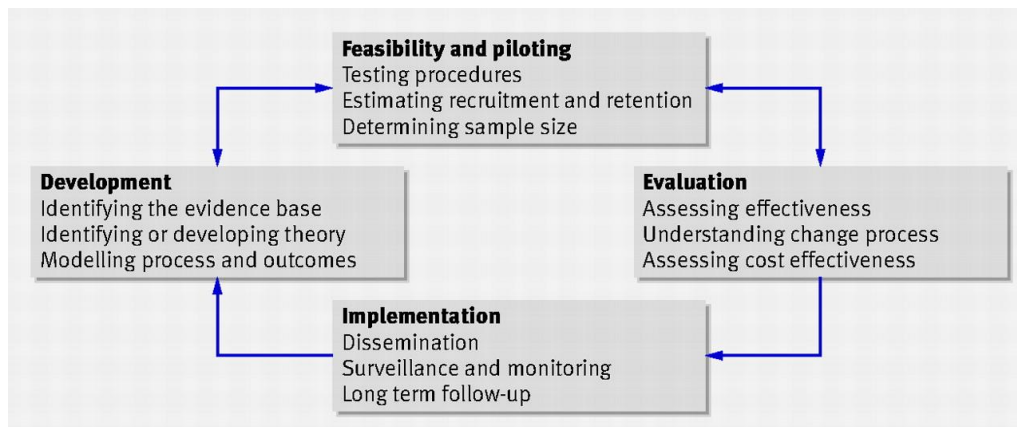 Feasibility and piloting
Testing procedures
Estimating recruitment and retention
Determining sample size
Development
Identifying the evidence base
Identifying or developing theory
Modelling process and outcomes
Evaluation
Assessing effectiveness
Understanding change process
Assessing cost effectiveness
Implementation
Dissemination
Surveillance and monitoring
Long term follow-up